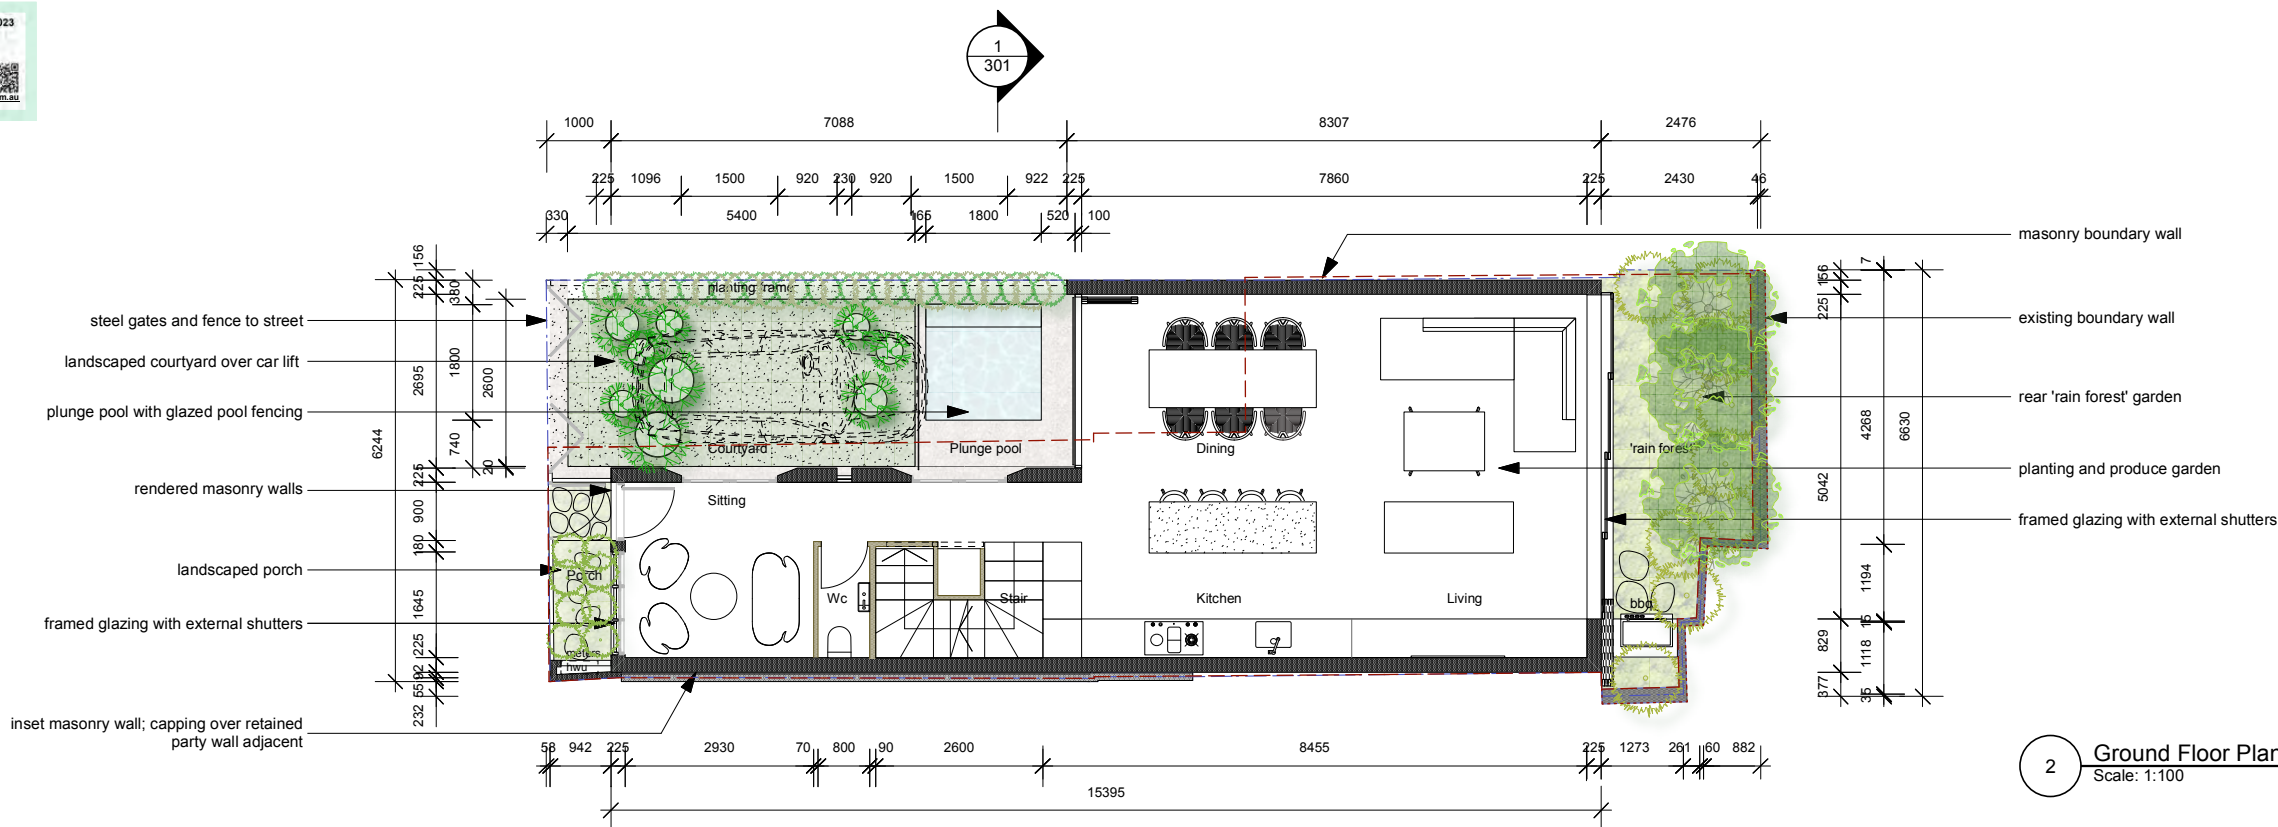 023
m.au
1
301
1000 7088 8307 2476
225 1096 1500 920 230 920 1500 922 225 7860 225 2430 46
330 5400 165 1800 520 100
masonry boundary wall
existing boundary wall
rear 'rain forest' garden
planting and produce garden
framed glazing with external shutters
steel gates and fence to street
landscaped courtyard over car lift
plunge pool with glazed pool fencing
rendered masonry walls
landscaped porch
framed glazing with external shutters
inset masonry wall; capping over retained
party wall adjacent
6244
156
225
2695
225
900
180
1645
225
92
55
232
380
1800
740
20
2600
planting frame
Courtyard
Plunge pool
Dining
'rain forest'
Sitting
Porch
Wc
Stair
Kitchen
Living
bbq
meters
hwu
156
225
5042
829
377
7
4268
1194
15
1118
35
6630
58 942 225 2930 70 800 90 2600 8455 225 1273 261 60 882
15395
2
Ground Floor Plan
Scale: 1:100